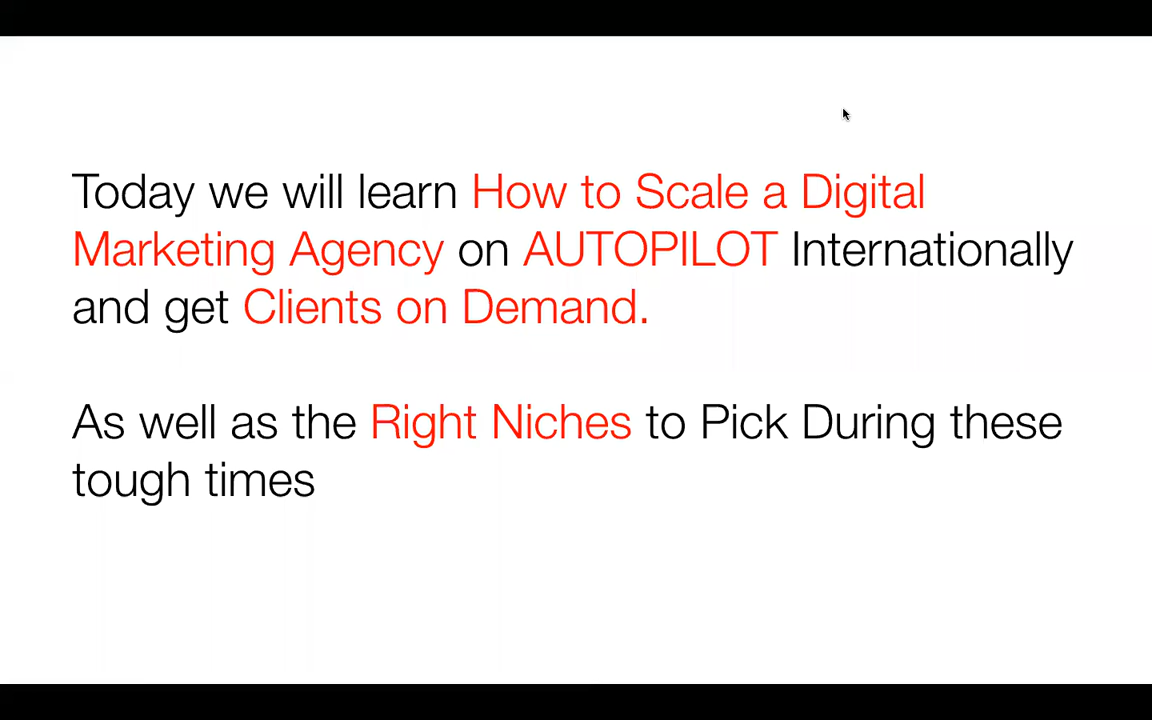 Today we will learn How to Scale a Digital
Marketing Agency on AUTOPILOT Internationally
and get Clients on Demand.
As well as the Right Niches to Pick During these
tough times